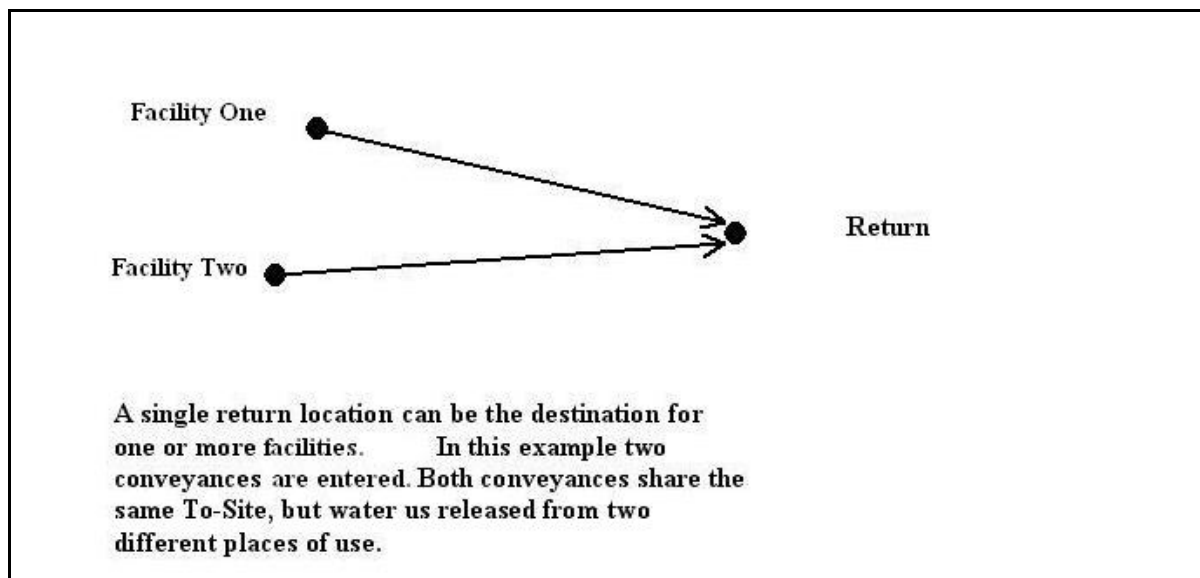 Facility One
Return
Facility Two
A single return location can be the destination for
one or more facilities. In this example two
conveyances are entered. Both conveyances share the
same To-Site, but water us released from two
different places of use.